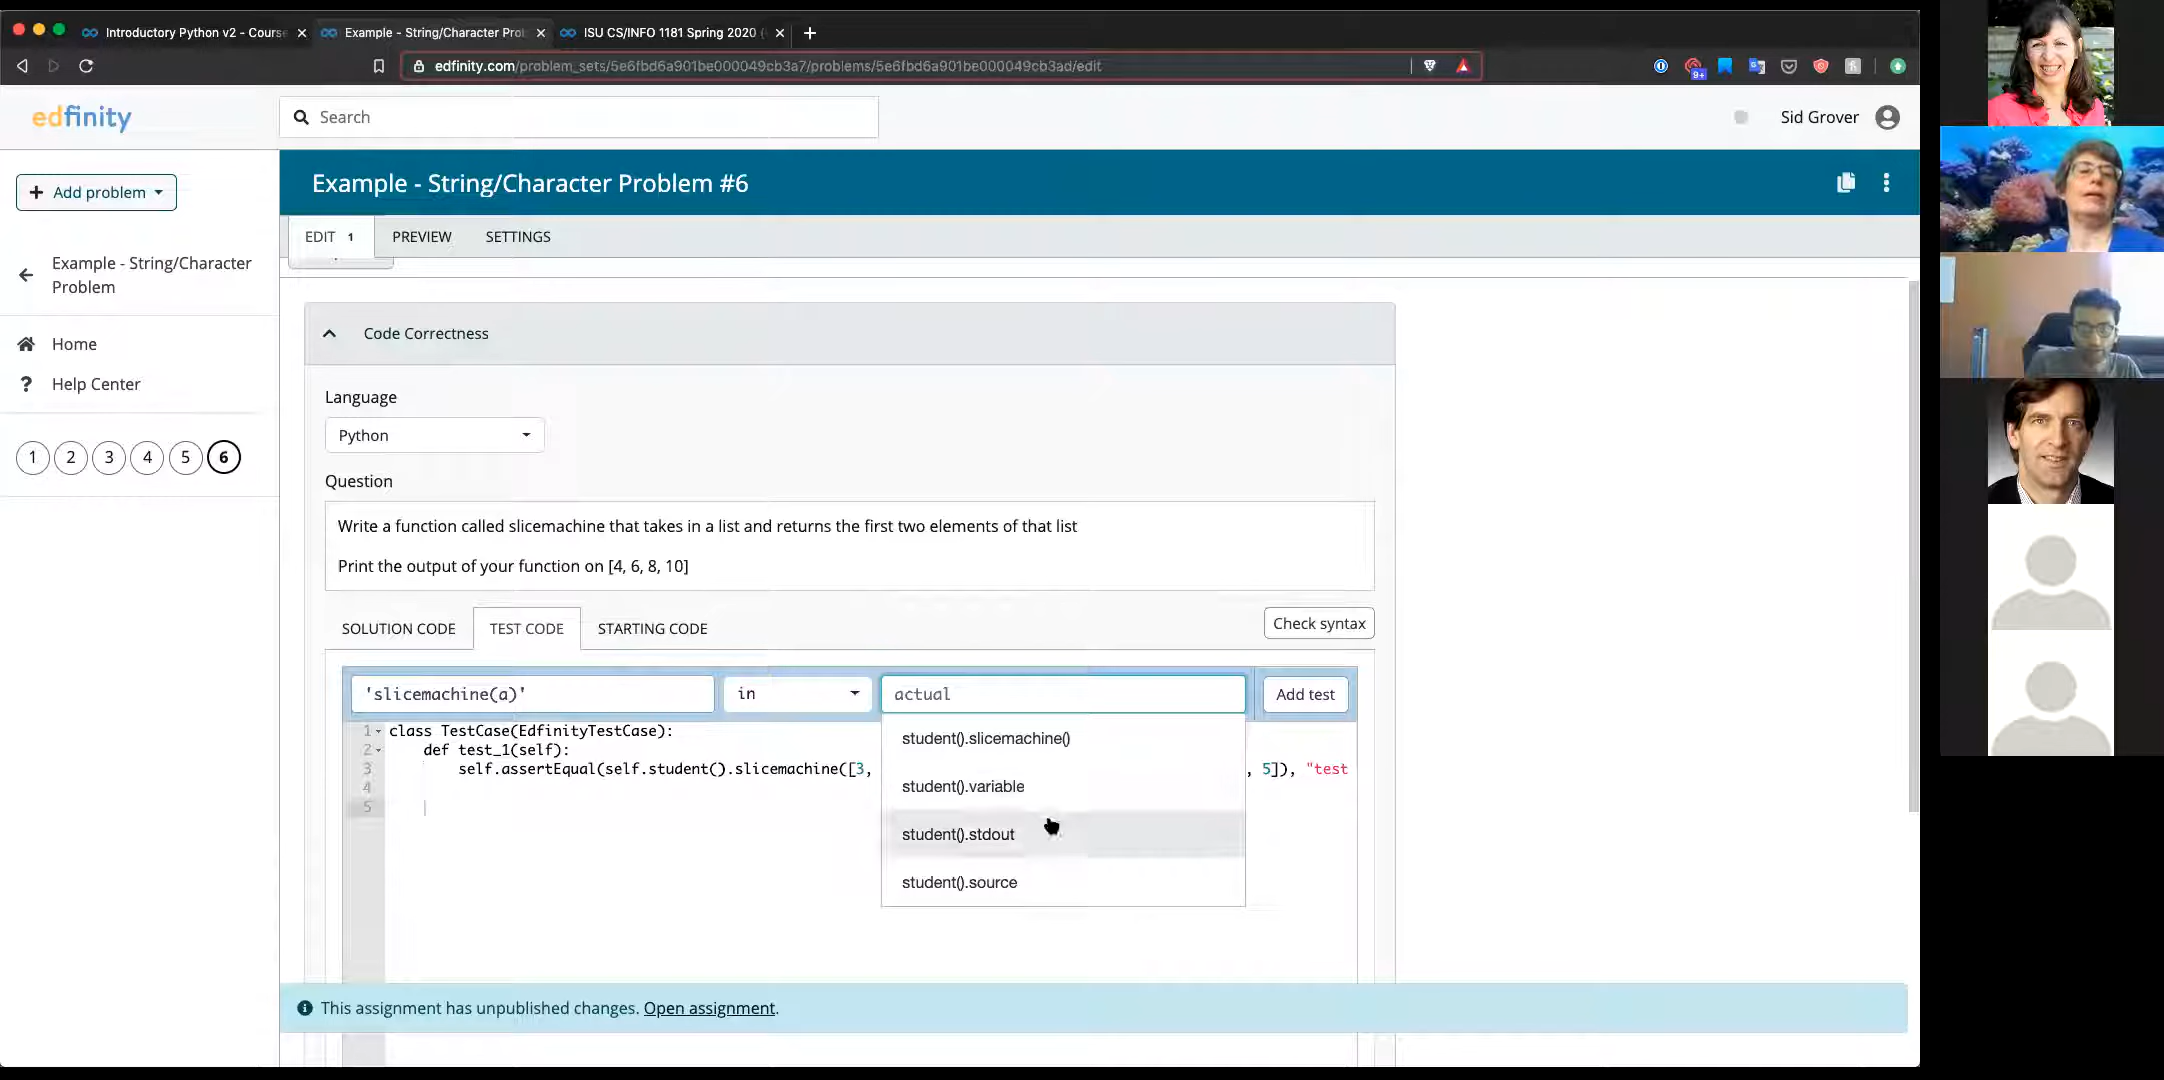 Introductory Python v2 - Course
Example - String/Character Pro
ISU CS/INFO 1181 Spring 2020
edfinity.com/problem_sets/5e6fbd6a901be000049cb3a7/problems/5e6fbd6a901be000049cb3ad/edit
9+
edfinity
Search
Sid Grover
Add problem
Example - String/Character Problem #6
EDIT 1
PREVIEW
SETTINGS
Example - String/Character
Problem
Home
Help Center
1 2 3 4 5 6
Code Correctness
Language
Python
Question
Write a function called slicemachine that takes in a list and returns the first two elements of that list
Print the output of your function on [4, 6, 8, 10]
SOLUTION CODE
TEST CODE
STARTING CODE
Check syntax
'slicemachine(a)'
in
actual
Add test
1 class TestCase(EdfinityTestCase):
2 def test_1(self):
3 self.assertEqual(self.student().slicemachine([3, , 5]), "test
4
5
student().slicemachine()
student().variable
student().stdout
student().source
This assignment has unpublished changes. Open assignment.